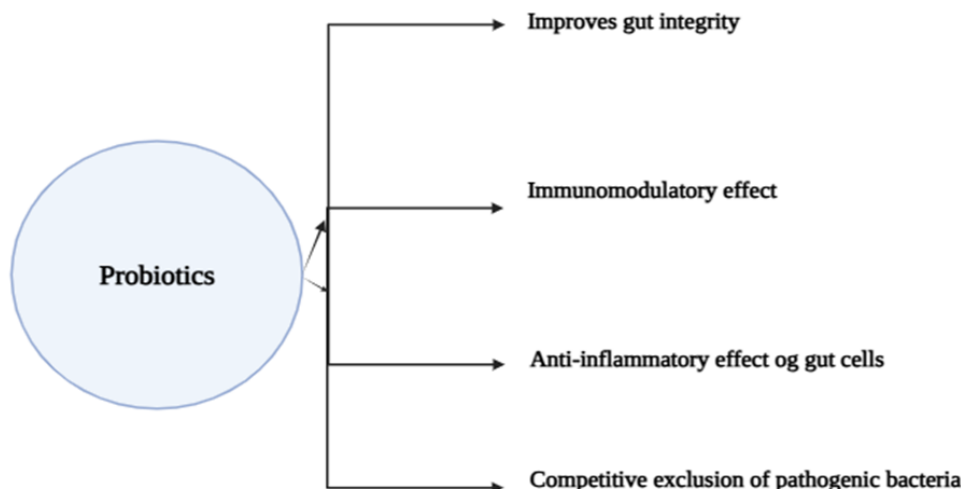 Improves gut integrity
Immunomodulatory effect
Probiotics
Anti-inflammatory effect og gut cells
Competitive exclusion of pathogenic bacteria